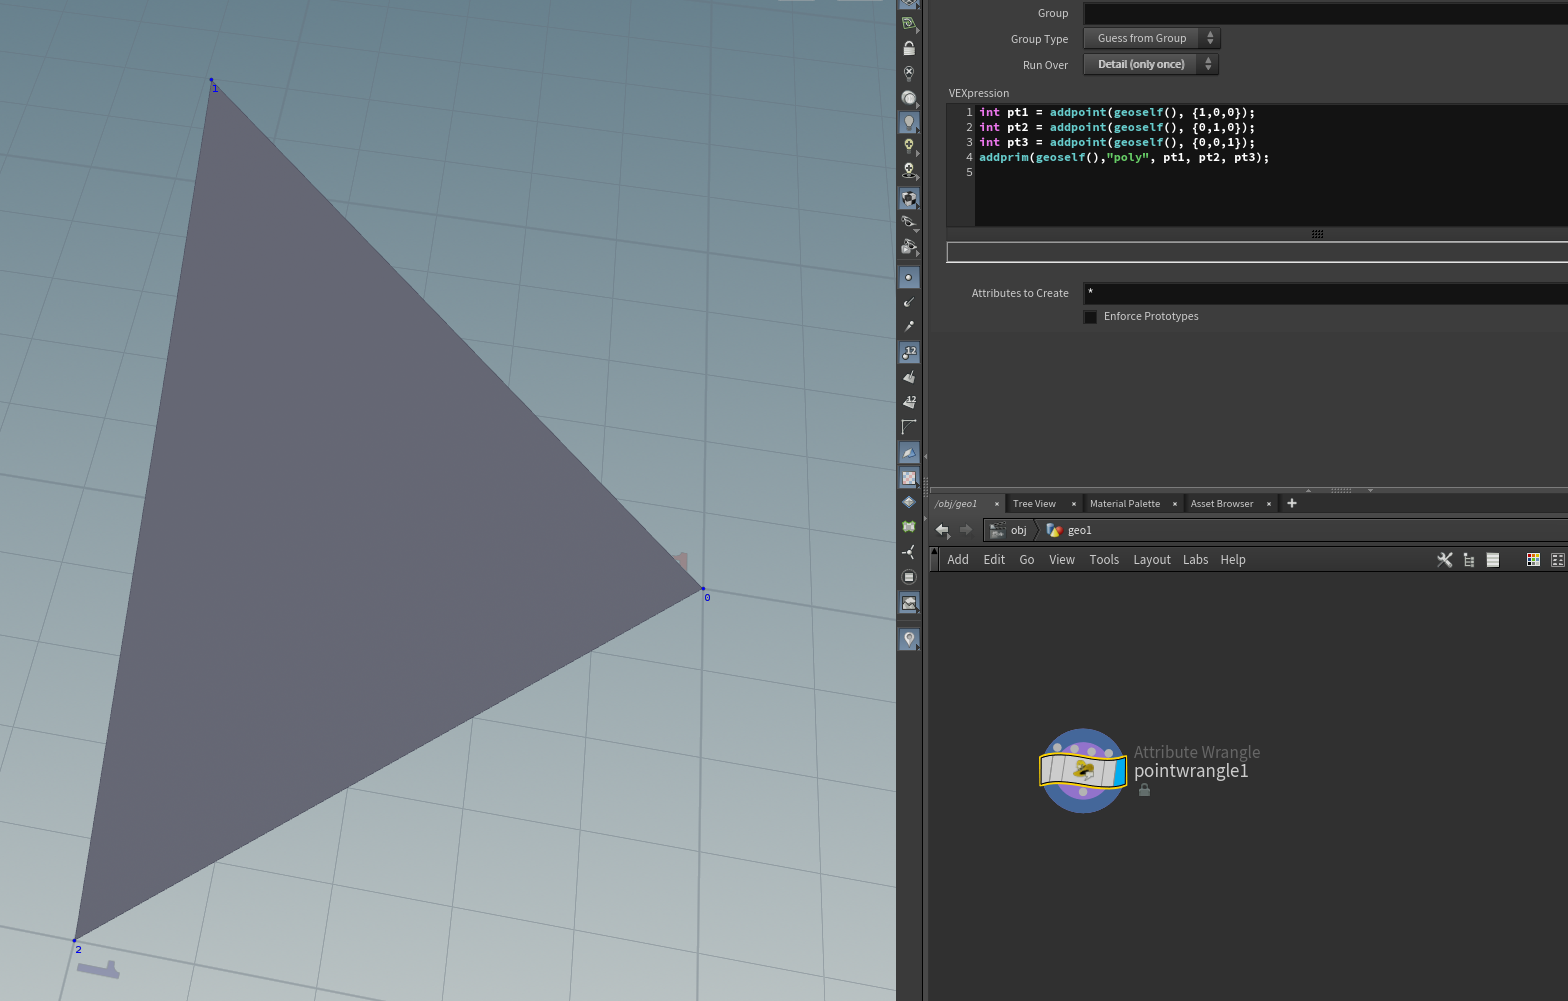 Group
Group Type Guess from Group
Run Over Detail (only once)
VEXpression
1 int pt1 = addpoint(geoself(), {1,0,0});
2 int pt2 = addpoint(geoself(), {0,1,0});
3 int pt3 = addpoint(geoself(), {0,0,1});
4 addprim(geoself(),"poly", pt1, pt2, pt3);
5
Attributes to Create *
Enforce Prototypes
/obj/geo1 × Tree View × Material Palette × Asset Browser × +
obj geo1
Add Edit Go View Tools Layout Labs Help
Attribute Wrangle
pointwrangle1
1
0
2
1
12
12